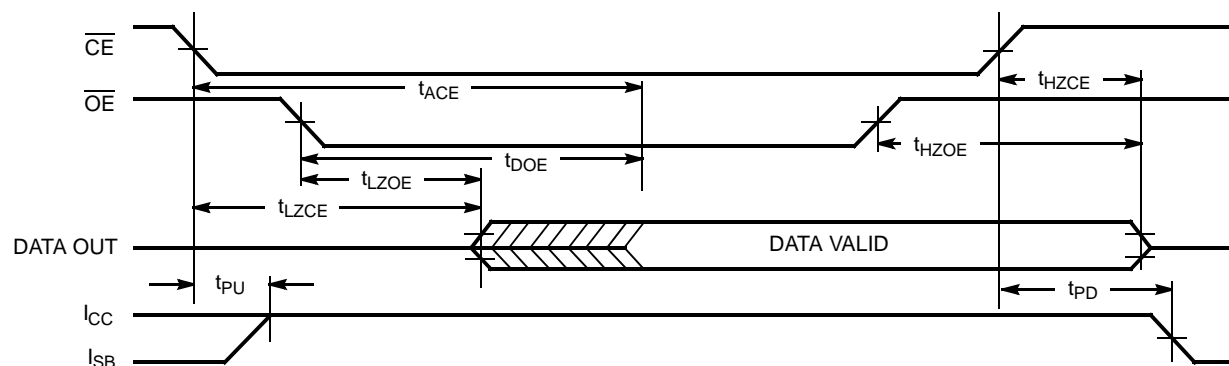 CE
tACE
tHZCE
OE
tHZOE
tDOE
tLZOE
tLZCE
DATA OUT
DATA VALID
tPU
tPD
ICC
ISB